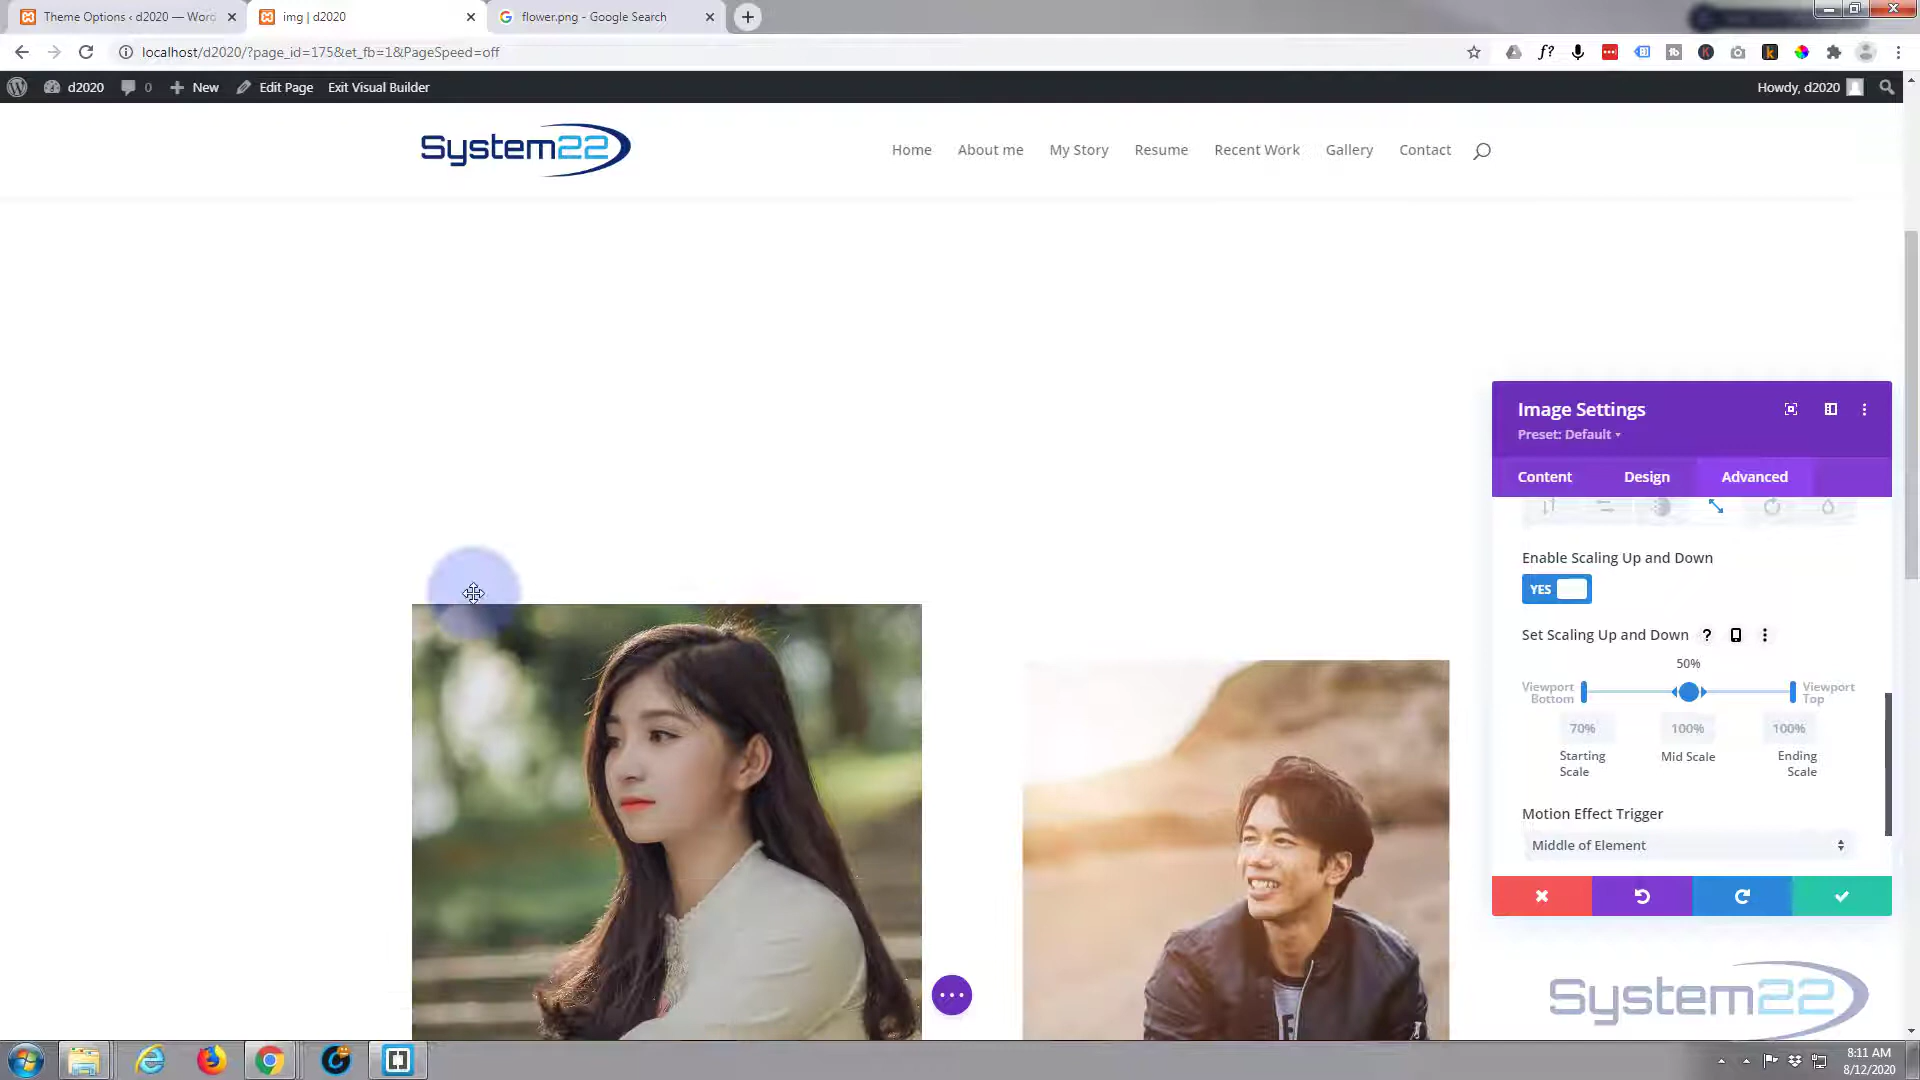 Theme Options ‹ d2020 — Word
img | d2020
flower.png - Google Search
localhost/d2020/?page_id=175&et_fb=1&PageSpeed=off
d2020
0
New
Edit Page
Exit Visual Builder
Howdy, d2020
System22
Home
About me
My Story
Resume
Recent Work
Gallery
Contact
Image Settings
Preset: Default
Content
Design
Advanced
Enable Scaling Up and Down
YES
Set Scaling Up and Down
50%
Viewport Bottom
Viewport Top
70%
100%
100%
Starting Scale
Mid Scale
Ending Scale
Motion Effect Trigger
Middle of Element
System22
8:11 AM
8/12/2020